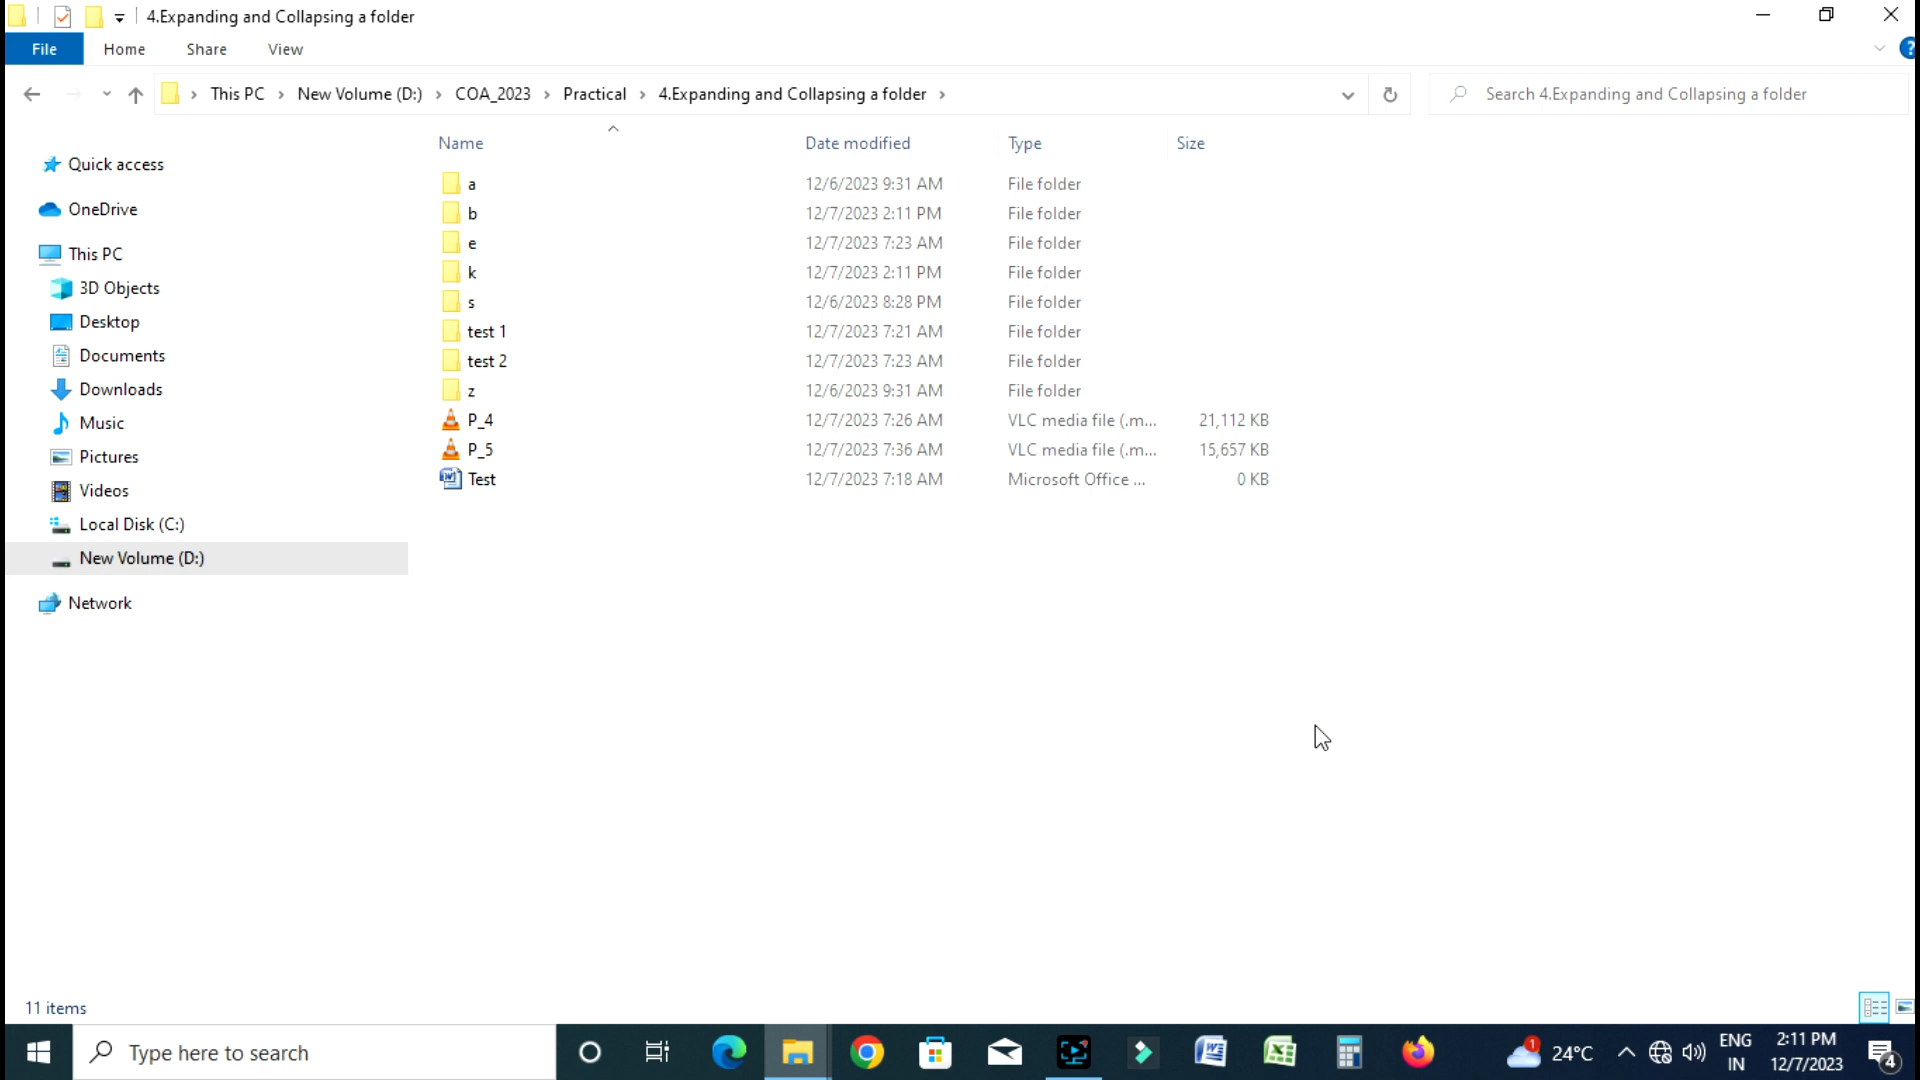 4.Expanding and Collapsing a folder
File Home Share View
This PC New Volume (D:) COA_2023 Practical 4.Expanding and Collapsing a folder Search 4.Expanding and Collapsing a folder
Name Date modified Type Size
Quick access
OneDrive
This PC
3D Objects
Desktop
Documents
Downloads
Music
Pictures
Videos
Local Disk (C:)
New Volume (D:)
Network
a 12/6/2023 9:31 AM File folder
b 12/7/2023 2:11 PM File folder
e 12/7/2023 7:23 AM File folder
k 12/7/2023 2:11 PM File folder
s 12/6/2023 8:28 PM File folder
test 1 12/7/2023 7:21 AM File folder
test 2 12/7/2023 7:23 AM File folder
z 12/6/2023 9:31 AM File folder
P_4 12/7/2023 7:26 AM VLC media file (.m... 21,112 KB
P_5 12/7/2023 7:36 AM VLC media file (.m... 15,657 KB
Test 12/7/2023 7:18 AM Microsoft Office ... 0 KB
11 items
Type here to search
1
24°C
ENG
IN
2:11 PM
12/7/2023
4